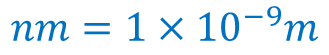 nm = 1 × 10⁻⁹m